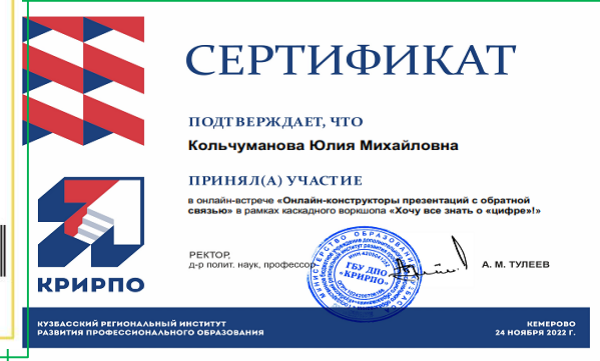 СЕРТИФИКАТ
ПОДТВЕРЖДАЕТ, ЧТО
Кольчуманова Юлия Михайловна
ПРИНЯЛ(А) УЧАСТИЕ
в онлайн-встрече «Онлайн-конструкторы презентаций с обратной
связью» в рамках каскадного воркшопа «Хочу все знать о «цифре»!»
РЕКТОР,
д-р полит. наук, профессор
А. М. ТУЛЕЕВ
ГБУ ДПО
«КРИРПО»
КРИРПО
КУЗБАССКИЙ РЕГИОНАЛЬНЫЙ ИНСТИТУТ
РАЗВИТИЯ ПРОФЕССИОНАЛЬНОГО ОБРАЗОВАНИЯ
КЕМЕРОВО
24 НОЯБРЯ 2022 Г.